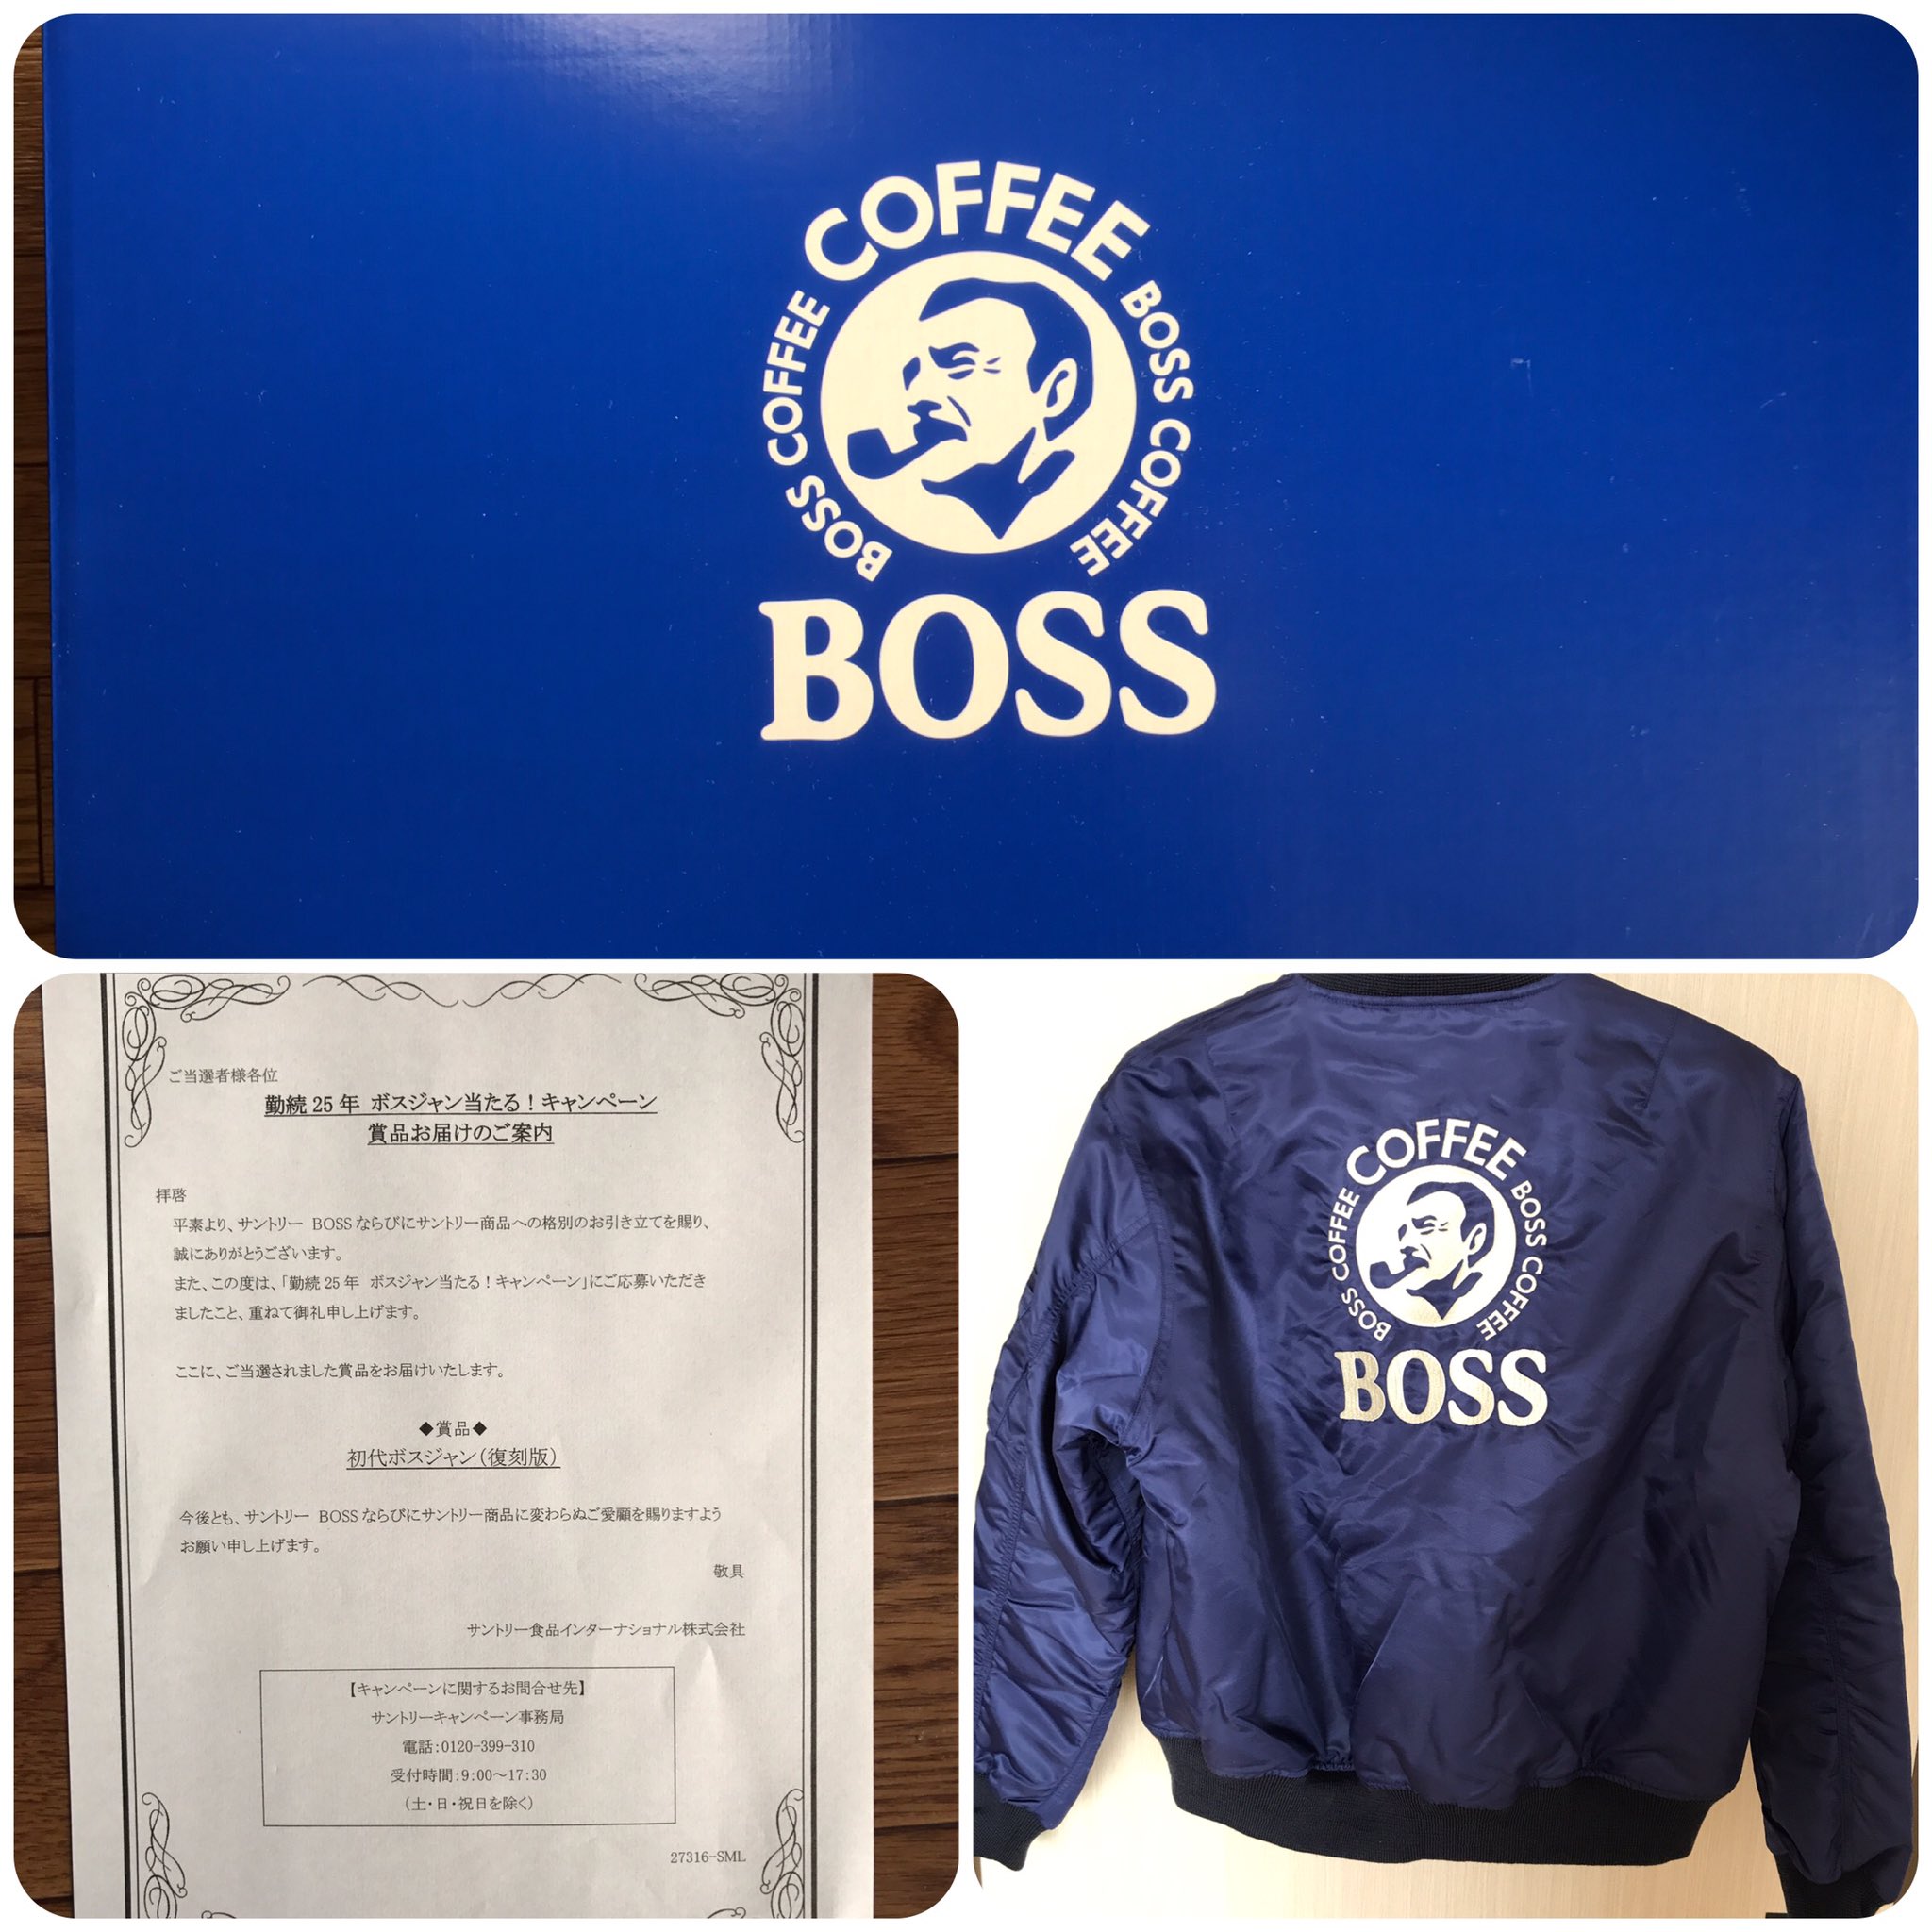 COFFEE
BOSS COFFEE
BOSS COFFEE
BOSS
ご当選者様各位
勤続 25 年 ボスジャン当たる！キャンペーン
賞品お届けのご案内
拝啓
平素より、サントリー BOSS ならびにサントリー商品への格別のお引き立てを賜り、
誠にありがとうございます。
また、この度は、「勤続 25 年 ボスジャン当たる！キャンペーン」にご応募いただき
ましたこと、重ねて御礼申し上げます。
ここに、ご当選されました賞品をお届けいたします。
◆賞品◆
初代ボスジャン（復刻版）
今後とも、サントリー BOSS ならびにサントリー商品に変わらぬご愛顧を賜りますよう
お願い申し上げます。
敬具
サントリー食品インターナショナル株式会社
【キャンペーンに関するお問合せ先】
サントリーキャンペーン事務局
電話：0120-399-310
受付時間：9:00～17:30
（土・日・祝日を除く）
27316-SML
COFFEE
BOSS COFFEE
BOSS COFFEE
BOSS